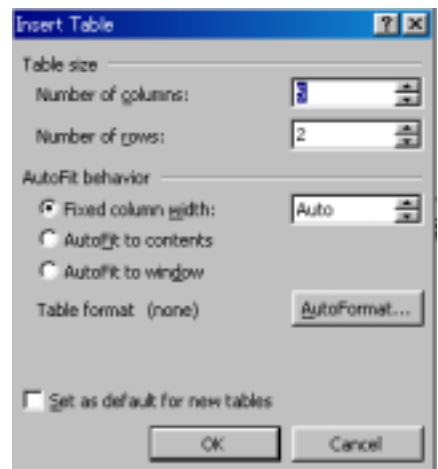 Insert Table
Table size
Number of columns: 5
Number of rows: 2
AutoFit behavior
Fixed column width: Auto
AutoFit to contents
AutoFit to window
Table format (none) AutoFormat...
Set as default for new tables
OK Cancel